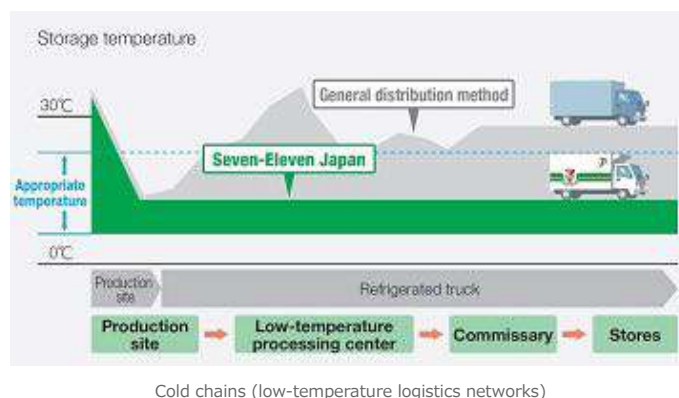 Storage temperature
30℃
General distribution method
Seven-Eleven Japan
Appropriate
temperature
0℃
Production
site
Refrigerated truck
Production
site
Low-temperature
processing center
Commissary
Stores
Cold chains (low-temperature logistics networks)